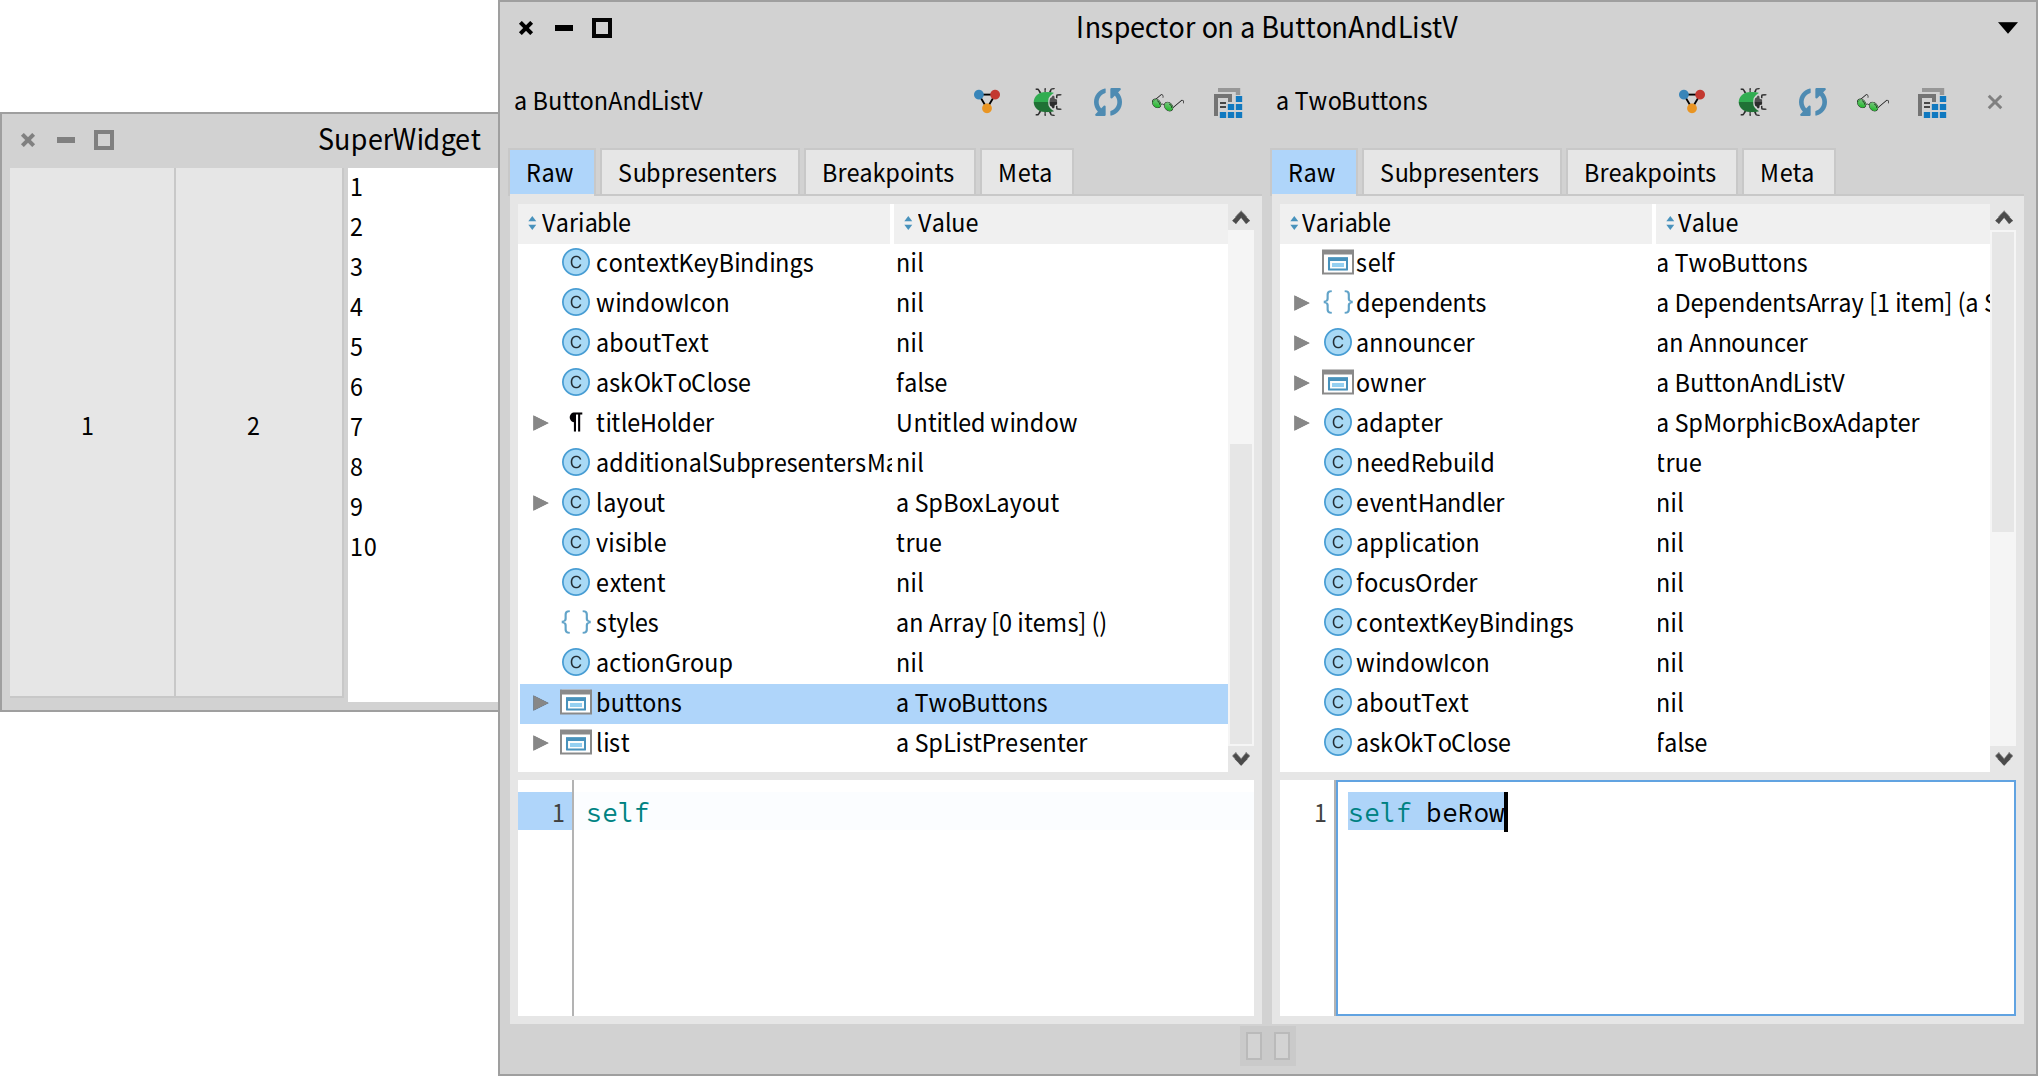 SuperWidget
1
2
1
2
3
4
5
6
7
8
9
10
Inspector on a ButtonAndListV
a ButtonAndListV
Raw Subpresenters Breakpoints Meta
Variable Value
contextKeyBindings nil
windowIcon nil
aboutText nil
askOkToClose false
titleHolder Untitled window
additionalSubpresentersMa nil
layout a SpBoxLayout
visible true
extent nil
styles an Array [0 items] ()
actionGroup nil
buttons a TwoButtons
list a SpListPresenter
1 self
a TwoButtons
Raw Subpresenters Breakpoints Meta
Variable Value
self a TwoButtons
dependents a DependentsArray [1 item] (a S
announcer an Announcer
owner a ButtonAndListV
adapter a SpMorphicBoxAdapter
needRebuild true
eventHandler nil
application nil
focusOrder nil
contextKeyBindings nil
windowIcon nil
aboutText nil
askOkToClose false
1 self beRow